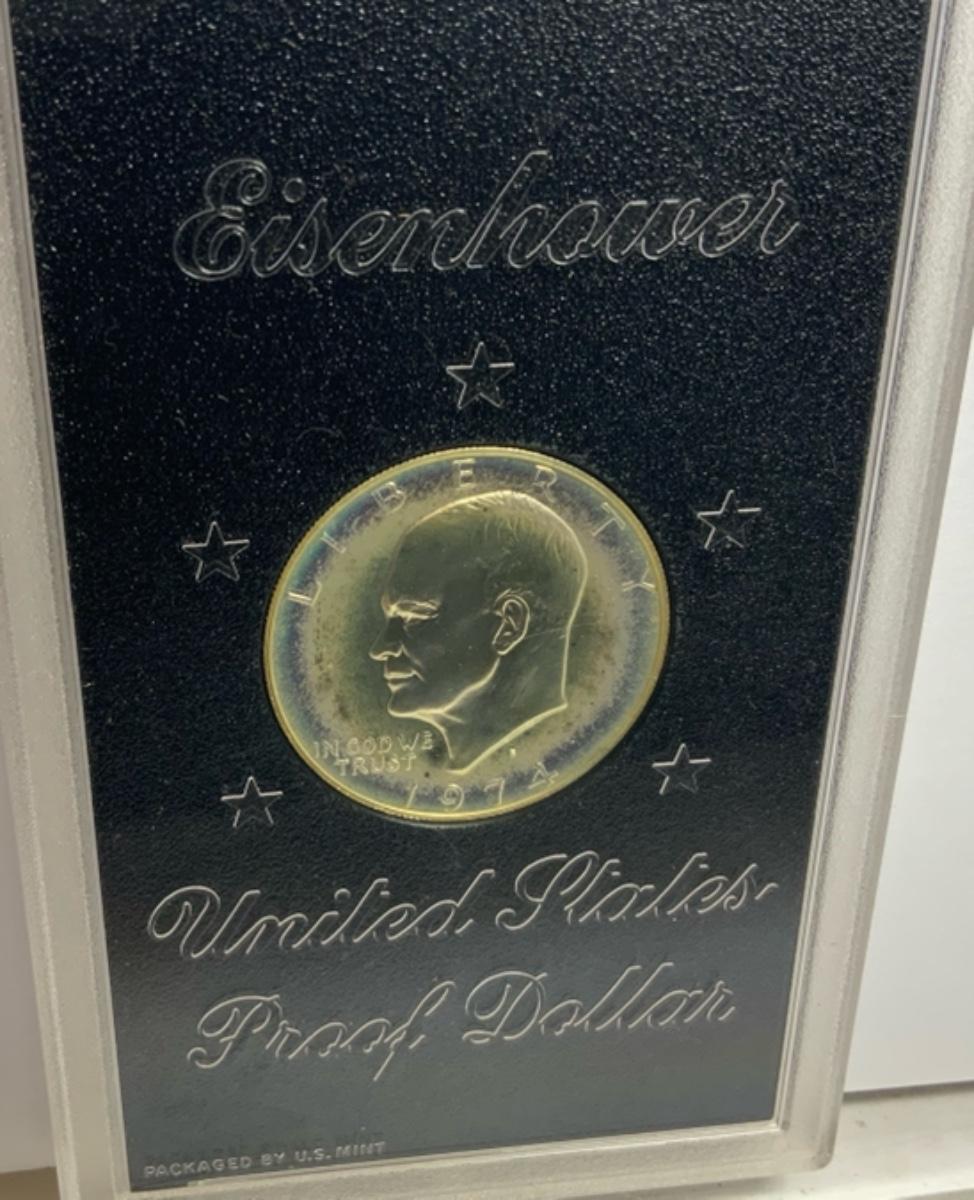 Eisenhower
LIBERTY
IN GOD WE
TRUST
1974
United States
Proof Dollar
PACKAGED BY U.S. MINT